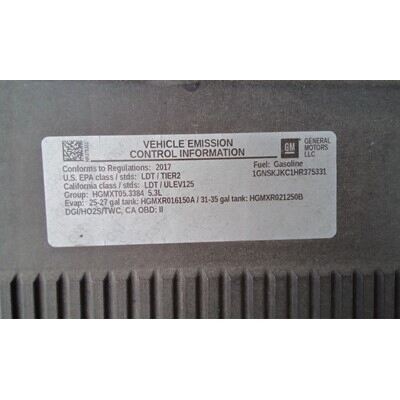 VEHICLE EMISSION
CONTROL INFORMATION
GM
GENERAL
MOTORS
LLC
Conforms to Regulations: 2017
Fuel: Gasoline
U.S. EPA class / stds: LDT / TIER2
1GNSKJKC1HR375331
California class / stds: LDT / ULEV125
Group: HGMXT05.3384 5.3L
Evap: 25-27 gal tank: HGMXR016150A / 31-35 gal tank: HGMXR021250B
DGI/HO2S/TWC, CA OBD: II